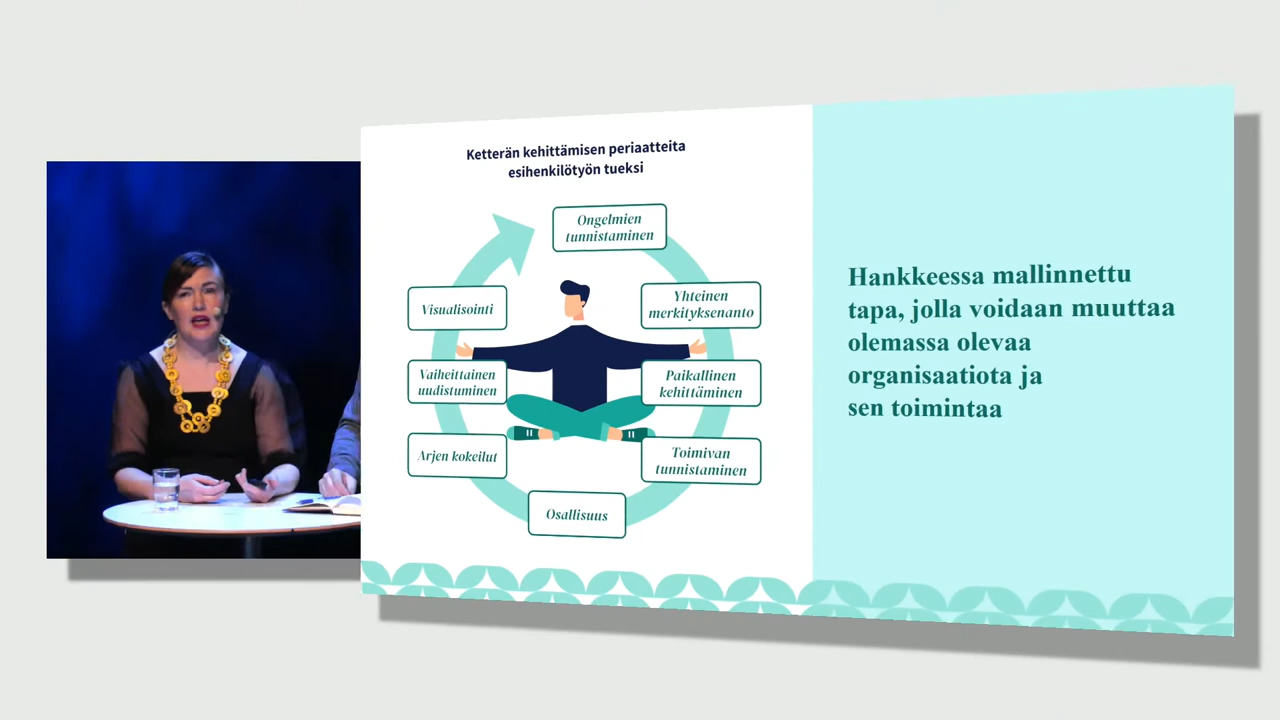 Ketterän kehittämisen periaatteita
esihenkilötyön tueksi
Ongelmien
tunnistaminen
Yhteinen
merkityksenanto
Paikallinen
kehittäminen
Toimivan
tunnistaminen
Osallisuus
Arjen kokeilut
Vaiheittainen
uudistuminen
Visualisointi
Hankkeessa mallinnettu
tapa, jolla voidaan muuttaa
olemassa olevaa
organisaatiota ja
sen toimintaa